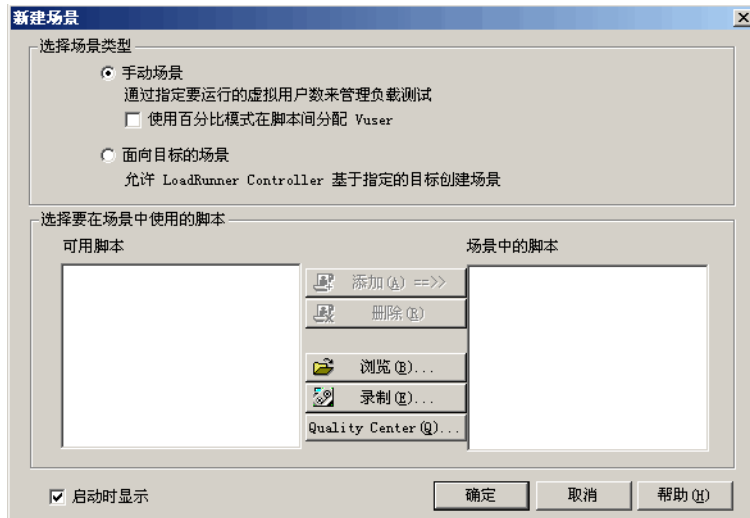 新建场景
选择场景类型
手动场景
通过指定要运行的虚拟用户数来管理负载测试
使用百分比模式在脚本间分配 Vuser
面向目标的场景
允许 LoadRunner Controller 基于指定的目标创建场景
选择要在场景中使用的脚本
可用脚本
场景中的脚本
添加(A) ==>>
删除(R)
浏览(B)...
录制(E)...
Quality Center(Q)...
启动时显示
确定
取消
帮助(H)